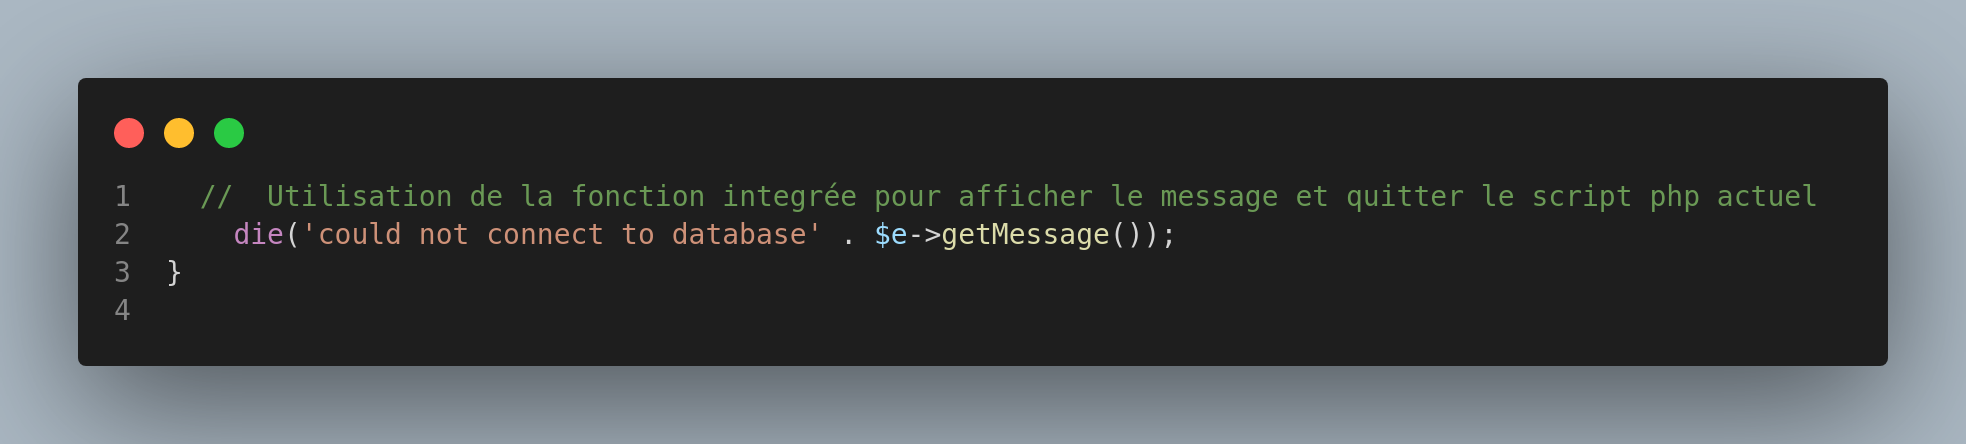 1    //  Utilisation de la fonction integrée pour afficher le message et quitter le script php actuel
2      die('could not connect to database' . $e->getMessage());
3  }
4